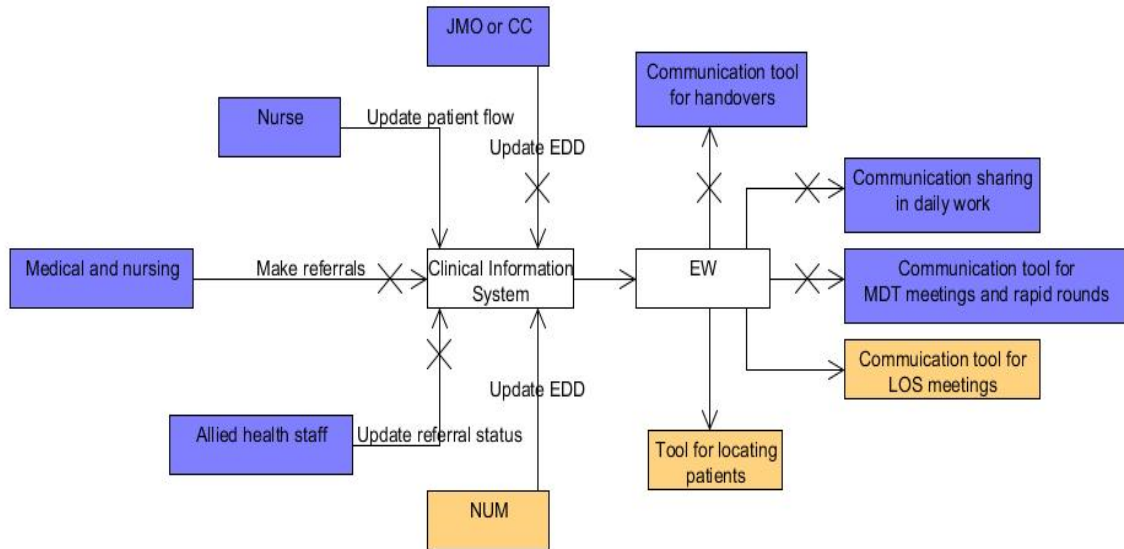 JMO or CC
Communication tool
for handovers
Nurse
Update patient flow
Update EDD
Communication sharing
in daily work
Medical and nursing
Make referrals
Clinical Information
System
EW
Communication tool for
MDT meetings and rapid rounds
Commuication tool for
LOS meetings
Update EDD
Allied health staff
Update referral status
Tool for locating
patients
NUM